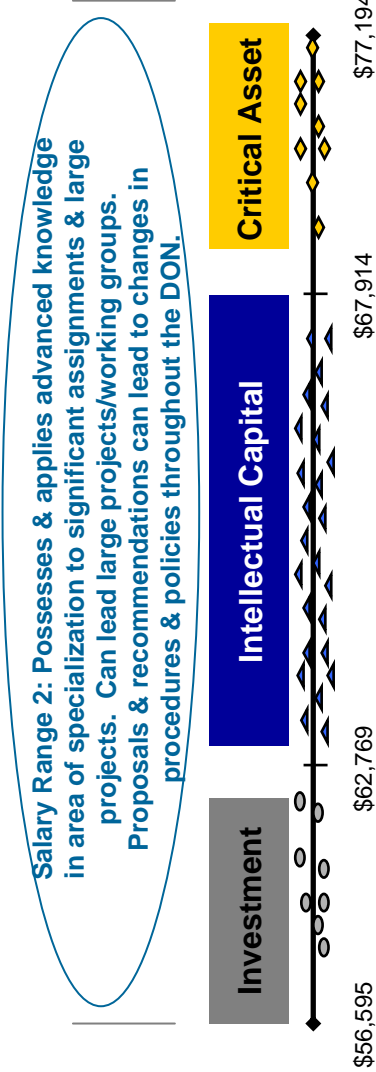 Salary Range 2: Possesses & applies advanced knowledge
in area of specialization to significant assignments & large
projects. Can lead large projects/working groups.
Proposals & recommendations can lead to changes in
procedures & policies throughout the DON.
Investment
Intellectual Capital
Critical Asset
$56,595
$62,769
$67,914
$77,194